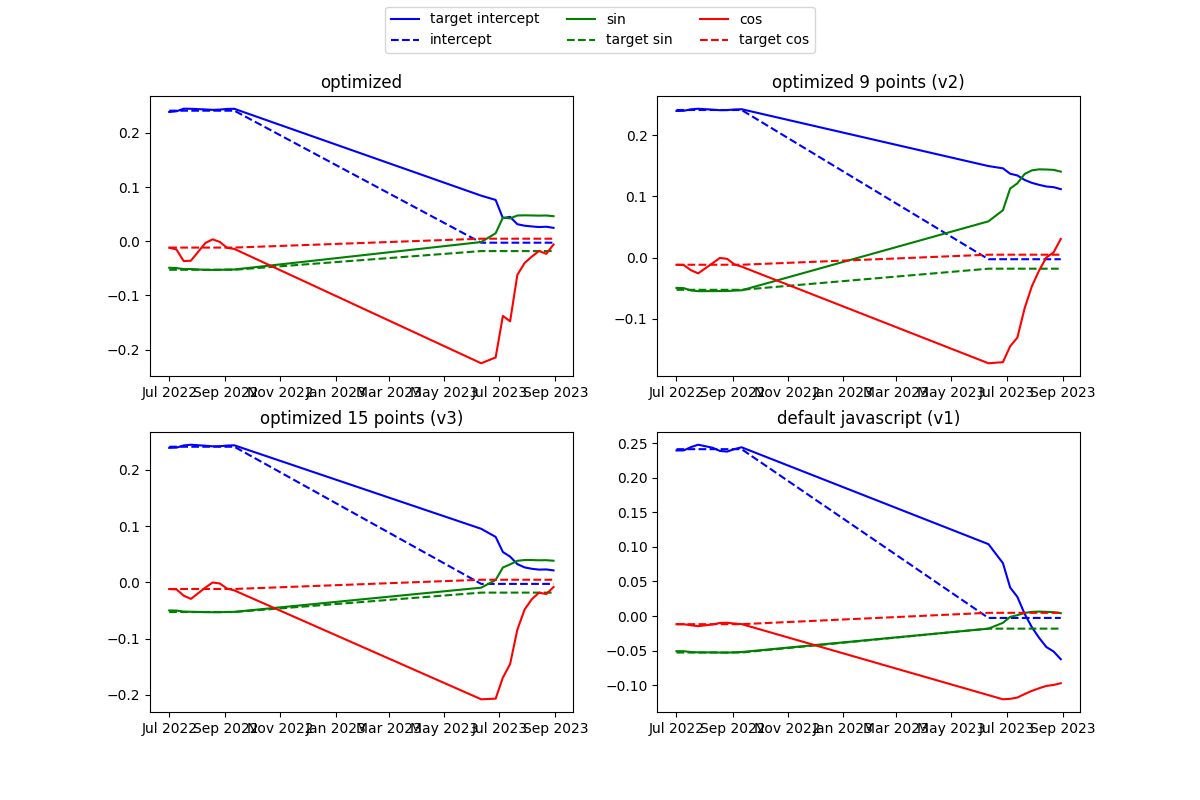 target intercept sin cos
intercept target sin target cos
optimized
0.2
0.1
0.0
−0.1
−0.2
Jul 2022 Sep 2022 Nov 2022 Jan 2023 Mar 2023 May 2023 Jul 2023 Sep 2023
optimized 9 points (v2)
0.2
0.1
0.0
−0.1
Jul 2022 Sep 2022 Nov 2022 Jan 2023 Mar 2023 May 2023 Jul 2023 Sep 2023
optimized 15 points (v3)
0.2
0.1
0.0
−0.1
−0.2
Jul 2022 Sep 2022 Nov 2022 Jan 2023 Mar 2023 May 2023 Jul 2023 Sep 2023
default javascript (v1)
0.25
0.20
0.15
0.10
0.05
0.00
−0.05
−0.10
Jul 2022 Sep 2022 Nov 2022 Jan 2023 Mar 2023 May 2023 Jul 2023 Sep 2023